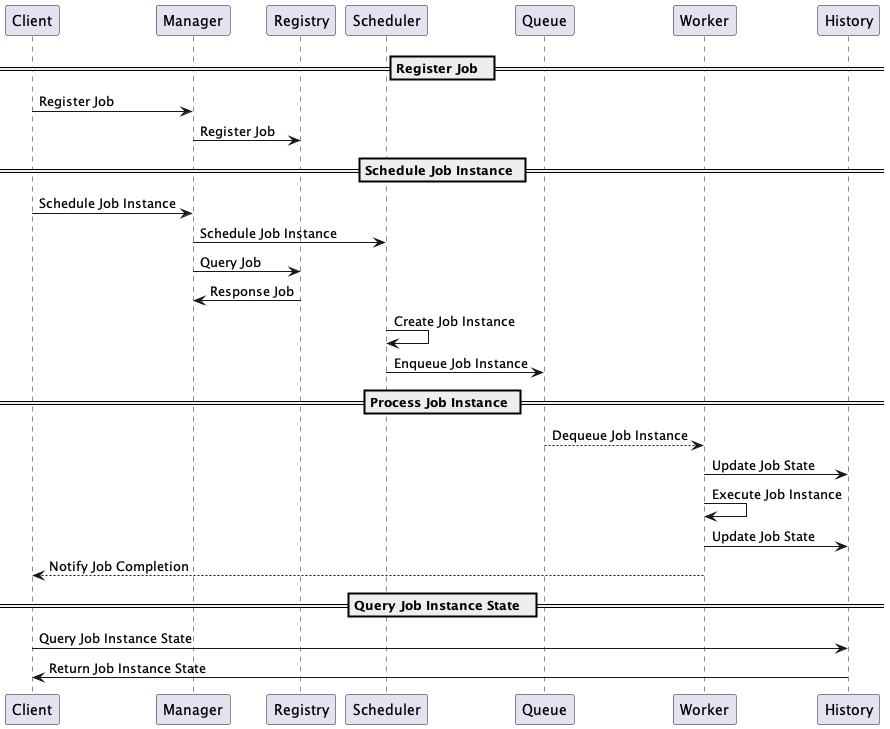 Client Manager Registry Scheduler Queue Worker History
Register Job
Register Job
Register Job
Schedule Job Instance
Schedule Job Instance
Schedule Job Instance
Query Job
Response Job
Create Job Instance
Enqueue Job Instance
Process Job Instance
Dequeue Job Instance
Update Job State
Execute Job Instance
Update Job State
Notify Job Completion
Query Job Instance State
Query Job Instance State
Return Job Instance State
Client Manager Registry Scheduler Queue Worker History